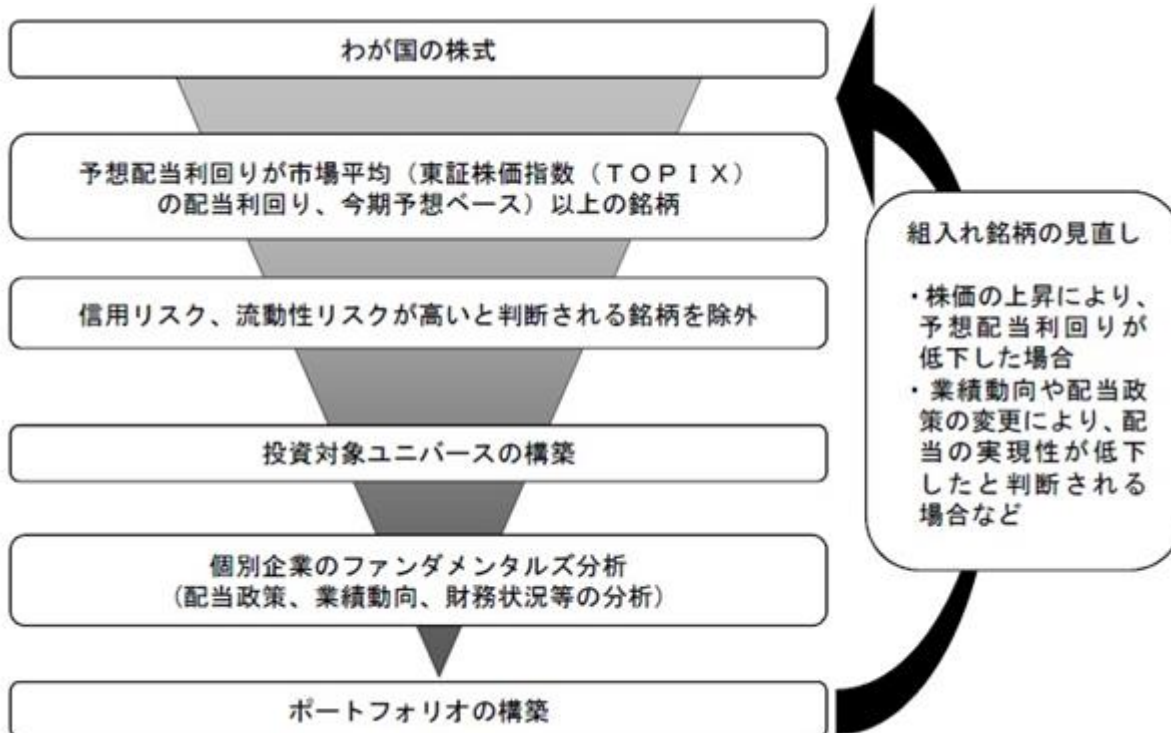 わが国の株式
予想配当利回りが市場平均（東証株価指数（ＴＯＰＩＸ）
の配当利回り、今期予想ベース）以上の銘柄
信用リスク、流動性リスクが高いと判断される銘柄を除外
投資対象ユニバースの構築
個別企業のファンダメンタルズ分析
（配当政策、業績動向、財務状況等の分析）
ポートフォリオの構築
組入れ銘柄の見直し
・株価の上昇により、
予想配当利回りが
低下した場合
・業績動向や配当政
策の変更により、配
当の実現性が低下
したと判断される
場合など